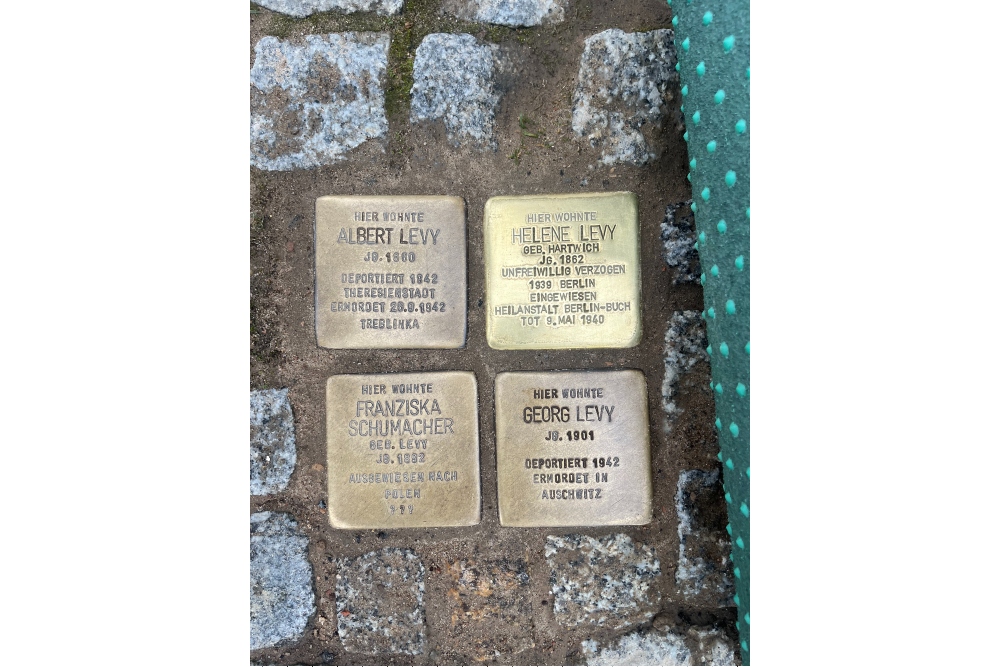 HIER WOHNTE
ALBERT LEVY
JG. 1860
DEPORTIERT 1942
THERESIENSTADT
ERMORDET 29.9.1942
TREBLINKA
HIER WOHNTE
HELENE LEVY
GEB. HARTWICH
JG. 1862
UNFREIWILLIG VERZOGEN
1939 BERLIN
EINGEWIESEN
HEILANSTALT BERLIN-BUCH
TOT 9. MAI 1940
HIER WOHNTE
FRANZISKA
SCHUMACHER
GEB. LEVY
JG. 1892
AUSGEWIESEN NACH
POLEN
???
HIER WOHNTE
GEORG LEVY
JG. 1901
DEPORTIERT 1942
ERMORDET IN
AUSCHWITZ